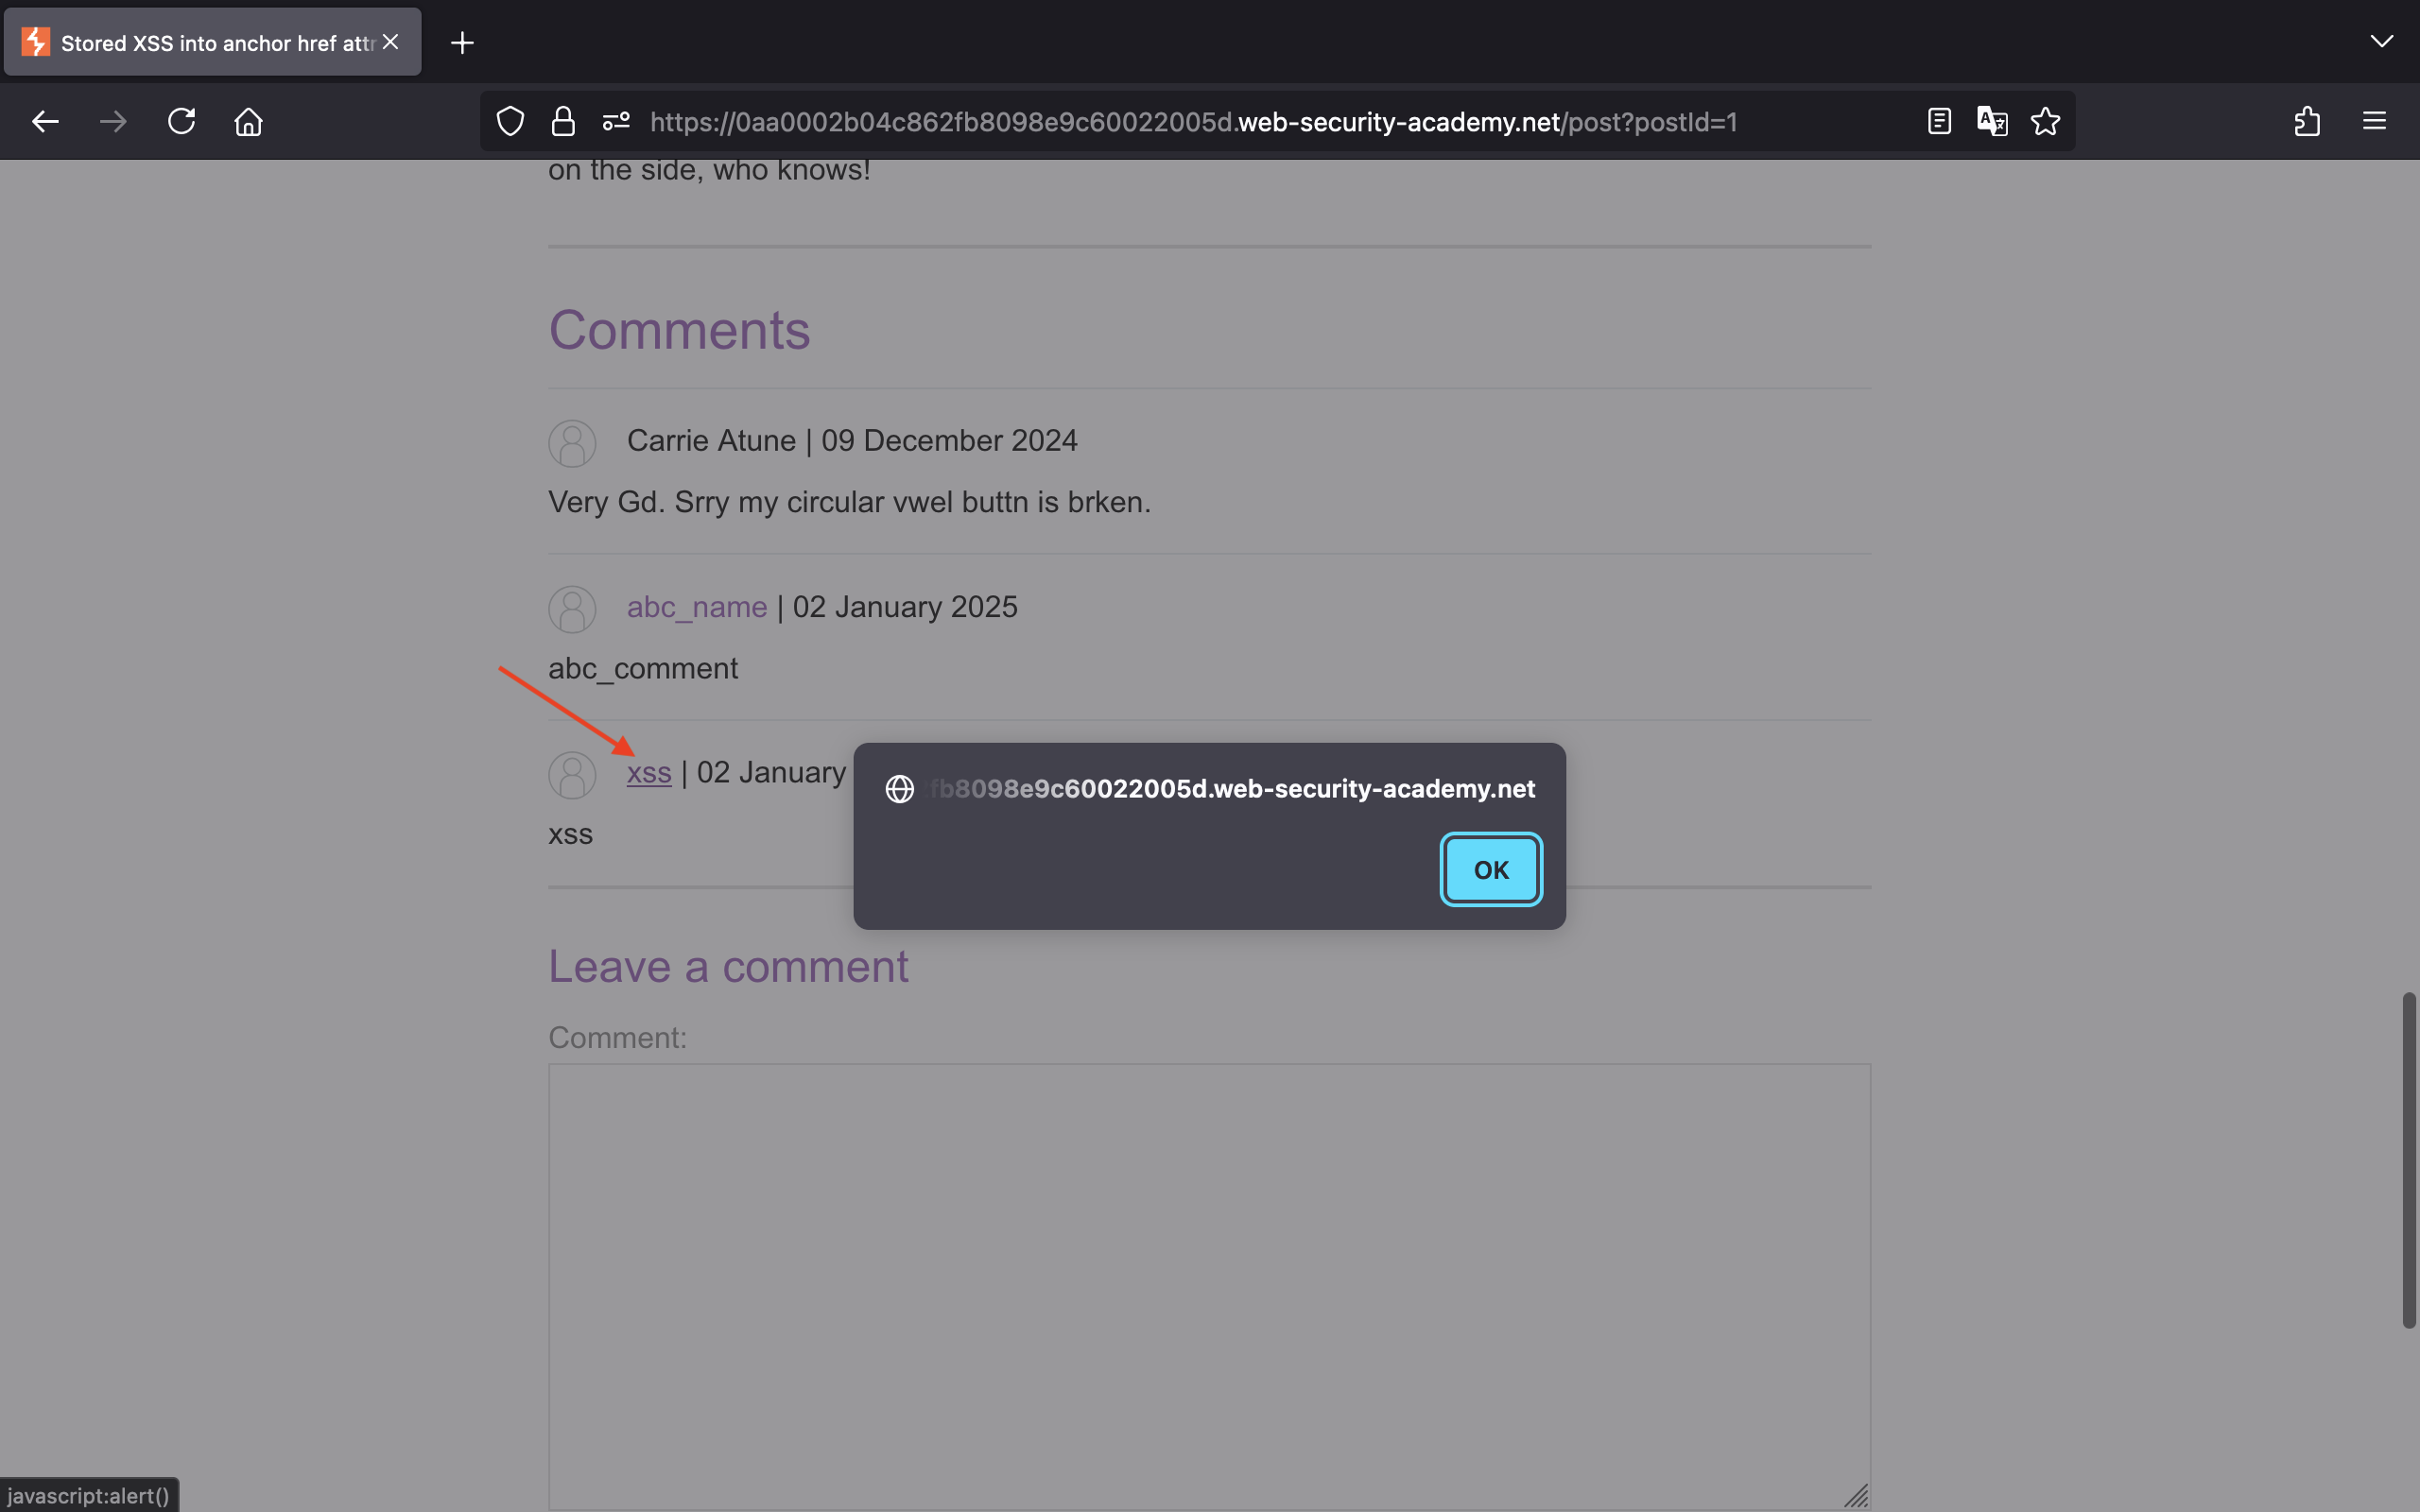 Stored XSS into anchor href attr
https://0aa0002b04c862fb8098e9c60022005d.web-security-academy.net/post?postId=1
on the side, who knows!
Comments
Carrie Atune | 09 December 2024
Very Gd. Srry my circular vwel buttn is brken.
abc_name | 02 January 2025
abc_comment
xss | 02 January
fb8098e9c60022005d.web-security-academy.net
xss
OK
Leave a comment
Comment:
javascript:alert()